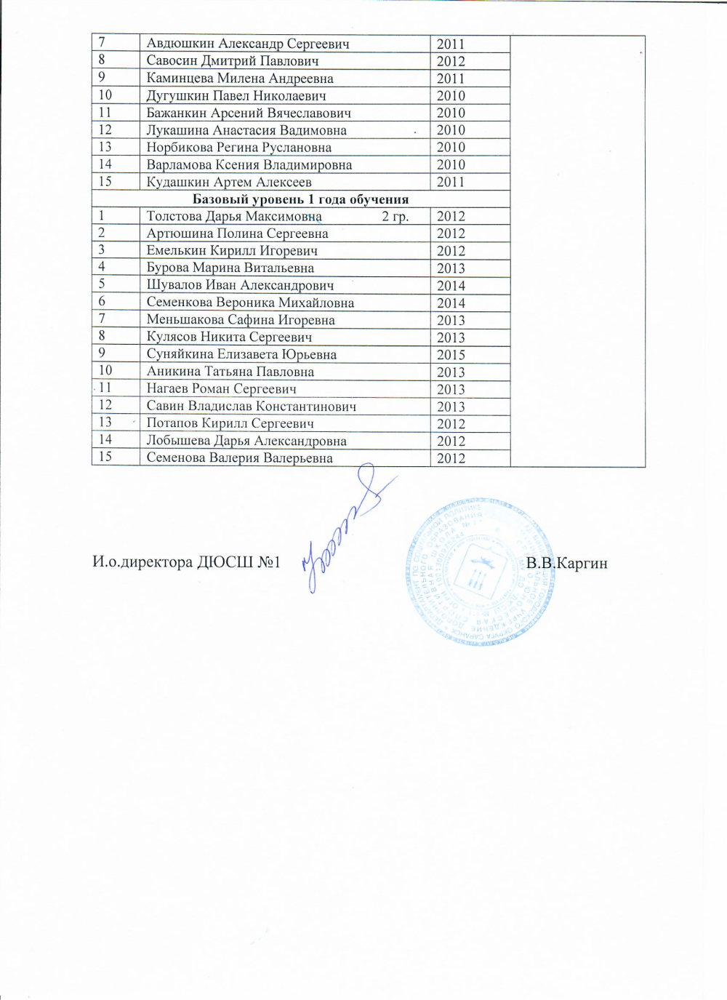 7 Авдюшкин Александр Сергеевич 2011
8 Савосин Дмитрий Павлович 2012
9 Каминцева Милена Андреевна 2011
10 Дугушкин Павел Николаевич 2010
11 Бажанкин Арсений Вячеславович 2010
12 Лукашина Анастасия Вадимовна 2010
13 Норбикова Регина Руслановна 2010
14 Варламова Ксения Владимировна 2010
15 Кудашкин Артем Алексеев 2011
Базовый уровень 1 года обучения
1 Толстова Дарья Максимовна 2 гр. 2012
2 Артюшина Полина Сергеевна 2012
3 Емелькин Кирилл Игоревич 2012
4 Бурова Марина Витальевна 2013
5 Шувалов Иван Александрович 2014
6 Семенкова Вероника Михайловна 2014
7 Меньшакова Сафина Игоревна 2013
8 Кулясов Никита Сергеевич 2013
9 Суняйкина Елизавета Юрьевна 2015
10 Аникина Татьяна Павловна 2013
11 Нагаев Роман Сергеевич 2013
12 Савин Владислав Константинович 2013
13 Потапов Кирилл Сергеевич 2012
14 Лобышева Дарья Александровна 2012
15 Семенова Валерия Валерьевна 2012
И.о.директора ДЮСШ №1 В.В.Каргин